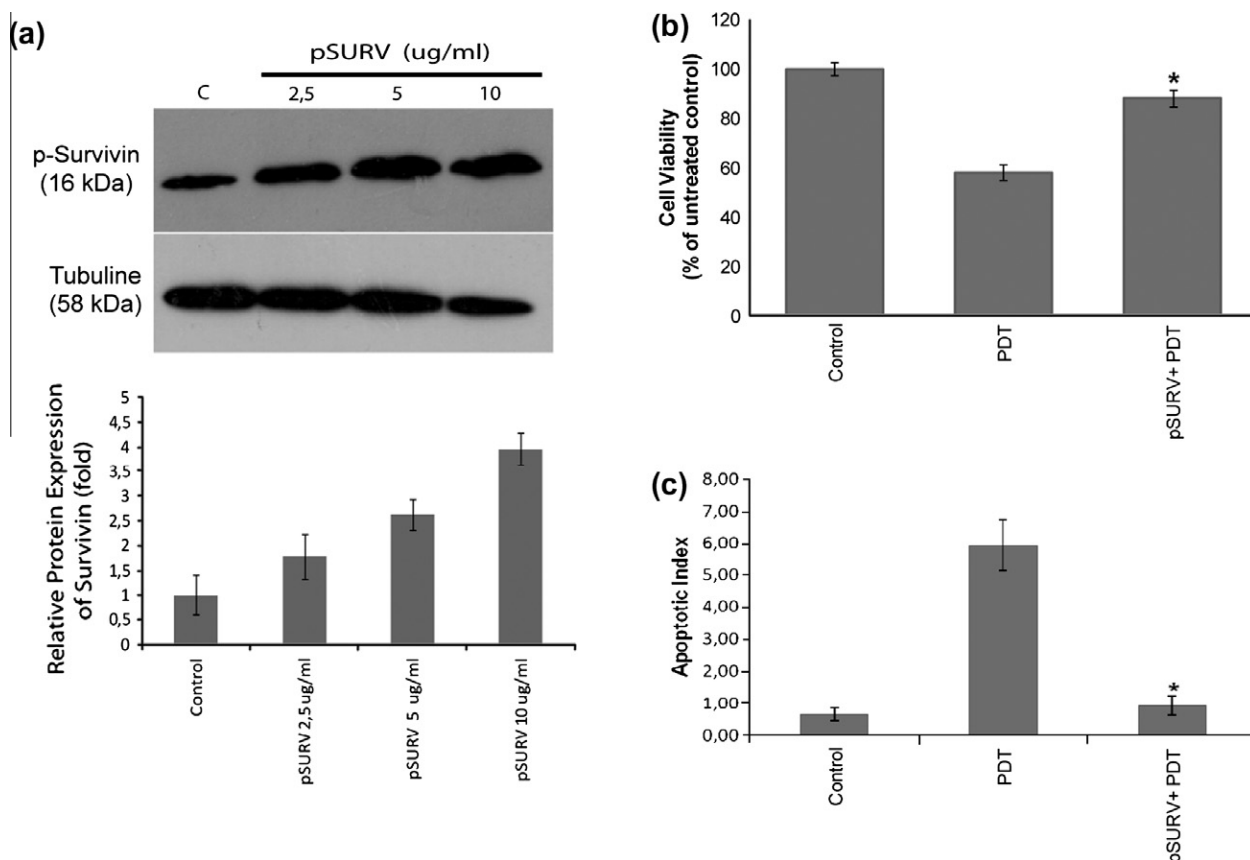 (a)
pSURV (ug/ml)
C 2,5 5 10
p-Survivin
(16 kDa)
Tubuline
(58 kDa)
Relative Protein Expression
of Survivin (fold)
5
4,5
4
3,5
3
2,5
2
1,5
1
0,5
0
Control
pSURV 2,5ug/ml
pSURV 5 ug/ml
pSURV 10 ug/ml
(b)
Cell Viability
(% of untreated control)
120
100
80
60
40
20
0
*
Control
PDT
pSURV+ PDT
(c)
Apoptotic Index
8,00
7,00
6,00
5,00
4,00
3,00
2,00
1,00
0,00
*
Control
PDT
pSURV+ PDT